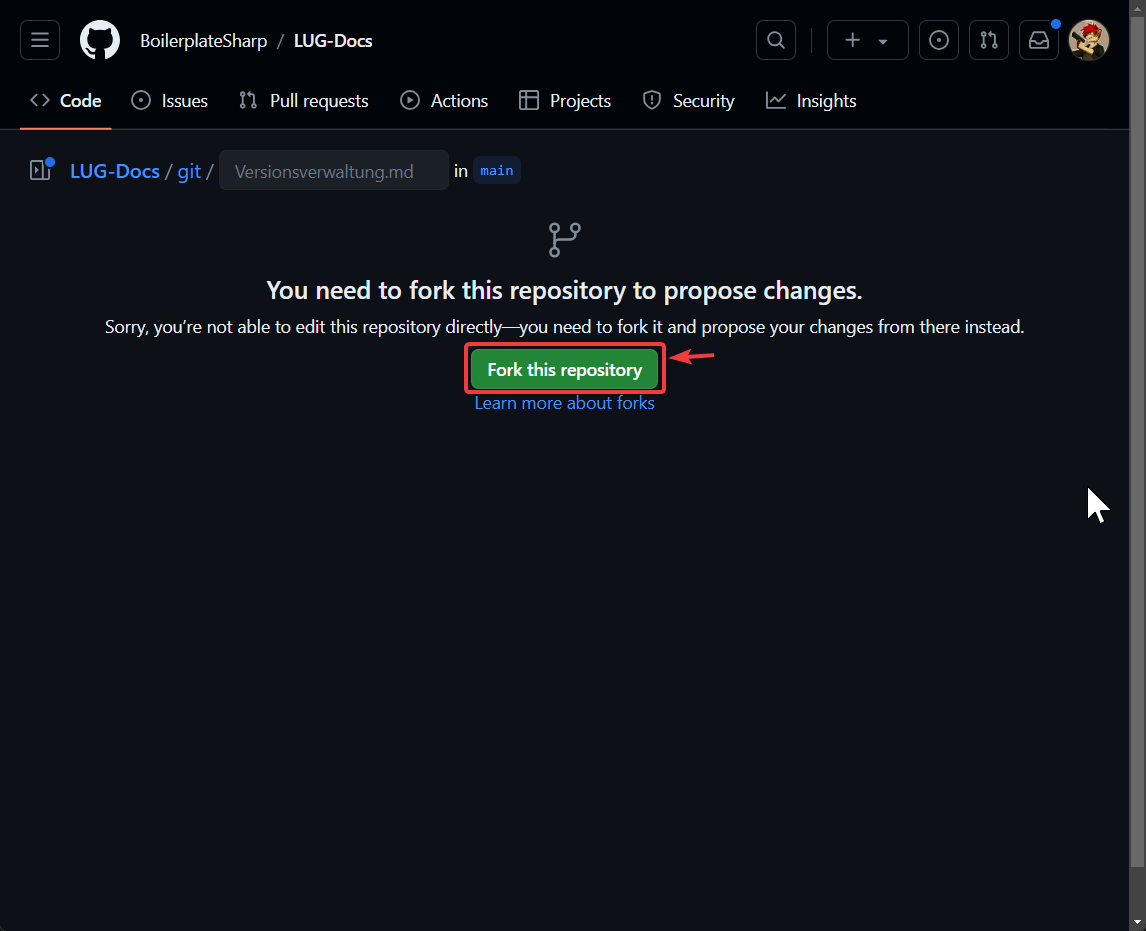 BoilerplateSharp / LUG-Docs
Code Issues Pull requests Actions Projects Security Insights
LUG-Docs / git / Versionsverwaltung.md in main
You need to fork this repository to propose changes.
Sorry, you’re not able to edit this repository directly—you need to fork it and propose your changes from there instead.
Fork this repository
Learn more about forks